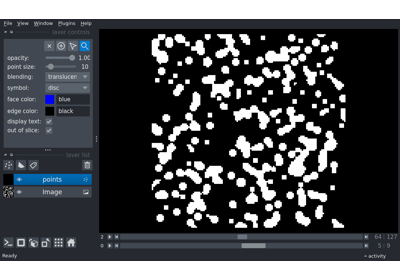 File View Window Plugins Help
layer controls
opacity: 1.00
point size: 10
blending: translucen
symbol: disc
face color: blue
edge color: black
display text:
out of slice:
layer list
points
Image
2 64 127
0 5 9
Ready activity